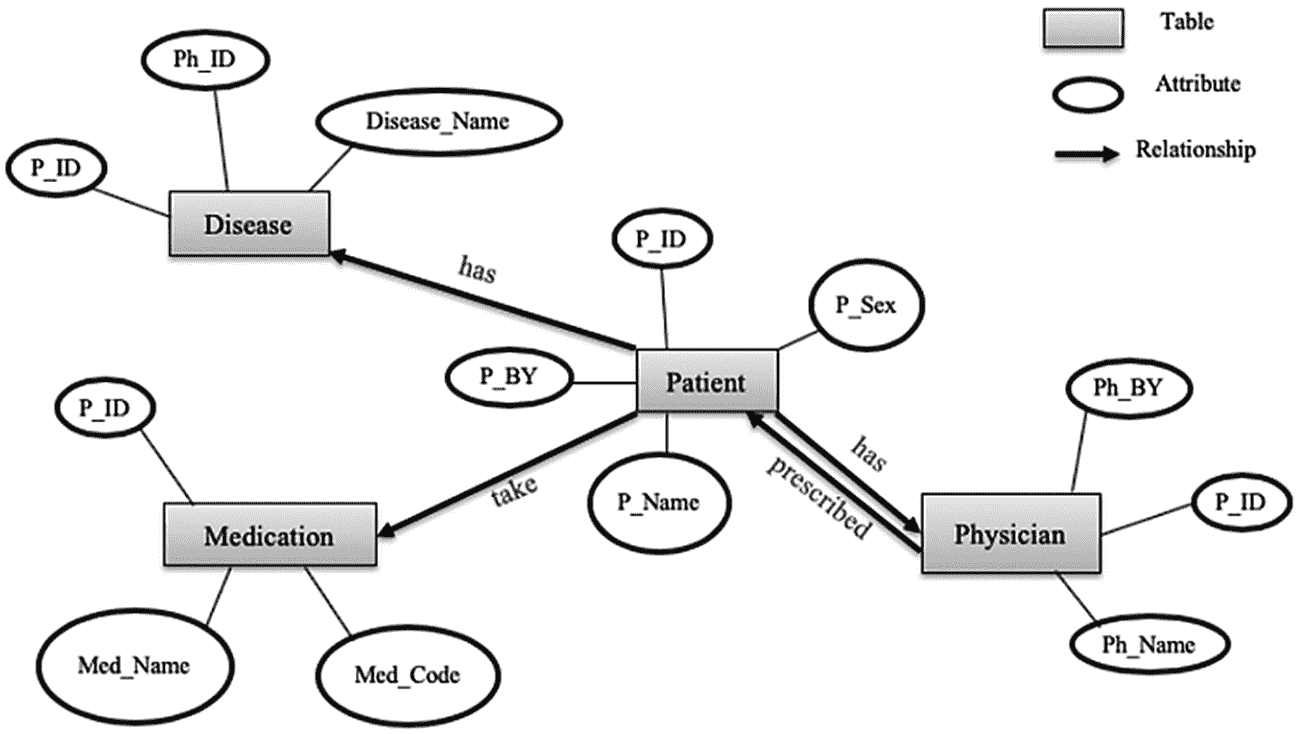 Table
Attribute
Relationship
Ph_ID
Disease_Name
P_ID
Disease
has
P_ID
P_Sex
P_BY
Patient
P_Name
P_ID
take
Medication
Med_Name
Med_Code
has
prescribed
Ph_BY
P_ID
Physician
Ph_Name